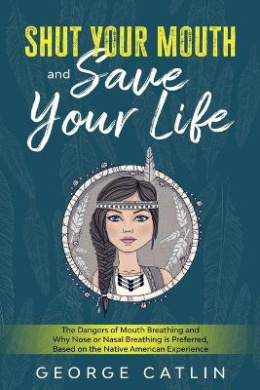 SHUT YOUR MOUTH
and Save
Your Life
The Dangers of Mouth Breathing and
Why Nose or Nasal Breathing is Preferred,
Based on the Native American Experience
GEORGE CATLIN